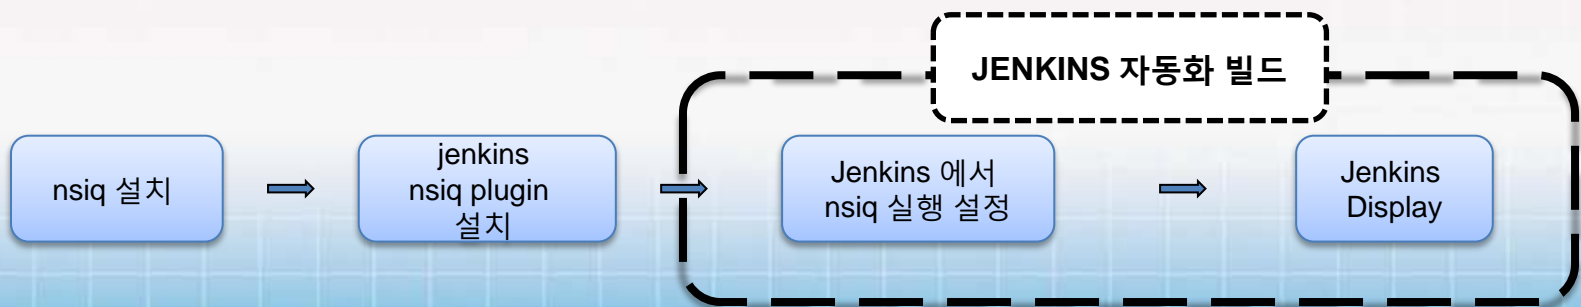 JENKINS 자동화 빌드
nsiq 설치
jenkins
nsiq plugin
설치
Jenkins 에서
nsiq 실행 설정
Jenkins
Display